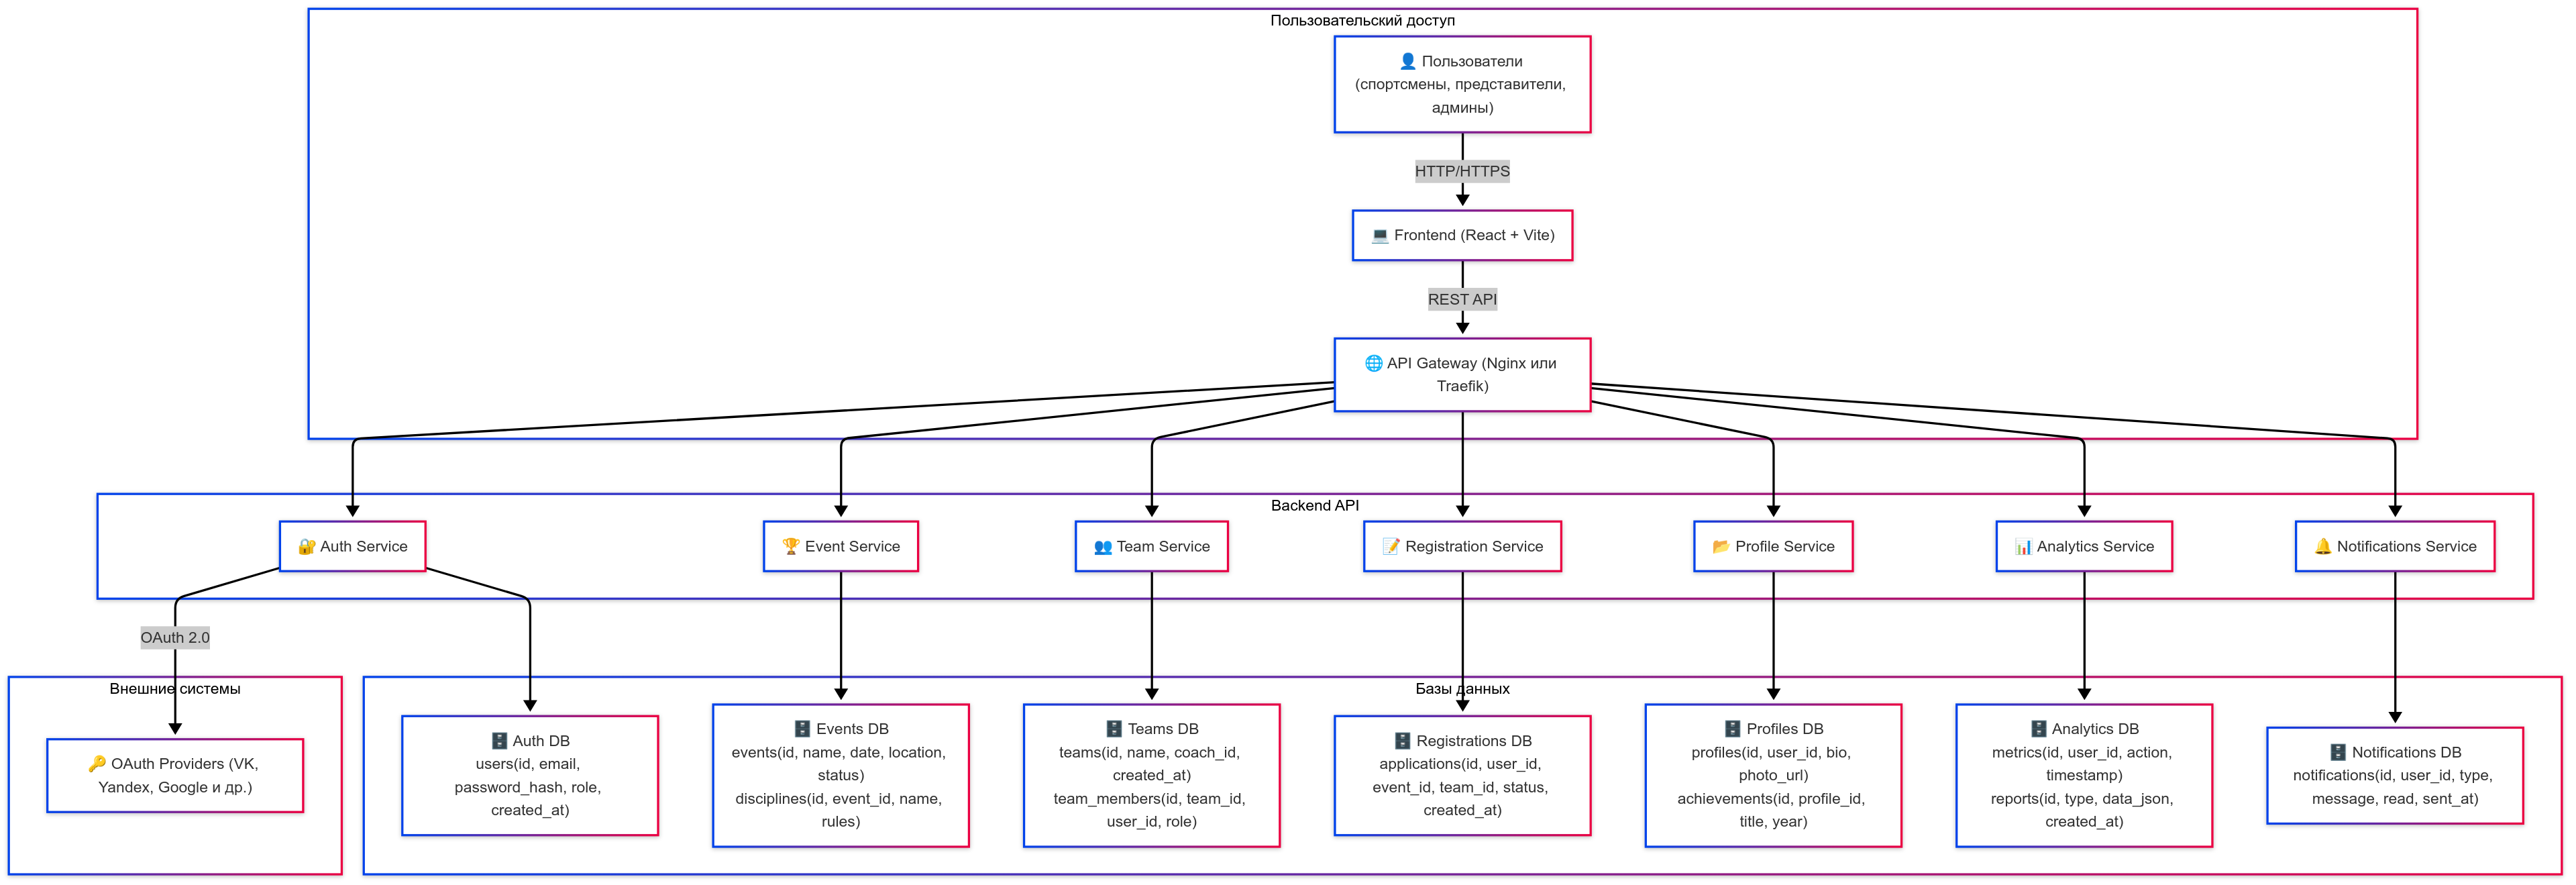 Пользовательский доступ
👤 Пользователи
(спортсмены, представители,
админы)
HTTP/HTTPS
💻 Frontend (React + Vite)
REST API
🌐 API Gateway (Nginx или
Traefik)
Backend API
🔐 Auth Service
🏆 Event Service
👥 Team Service
📝 Registration Service
📂 Profile Service
📊 Analytics Service
🔔 Notifications Service
OAuth 2.0
Внешние системы
🔑 OAuth Providers (VK,
Yandex, Google и др.)
Базы данных
🗄️ Auth DB
users(id, email,
password_hash, role,
created_at)
🗄️ Events DB
events(id, name, date, location,
status)
disciplines(id, event_id, name,
rules)
🗄️ Teams DB
teams(id, name, coach_id,
created_at)
team_members(id, team_id,
user_id, role)
🗄️ Registrations DB
applications(id, user_id,
event_id, team_id, status,
created_at)
🗄️ Profiles DB
profiles(id, user_id, bio,
photo_url)
achievements(id, profile_id,
title, year)
🗄️ Analytics DB
metrics(id, user_id, action,
timestamp)
reports(id, type, data_json,
created_at)
🗄️ Notifications DB
notifications(id, user_id, type,
message, read, sent_at)